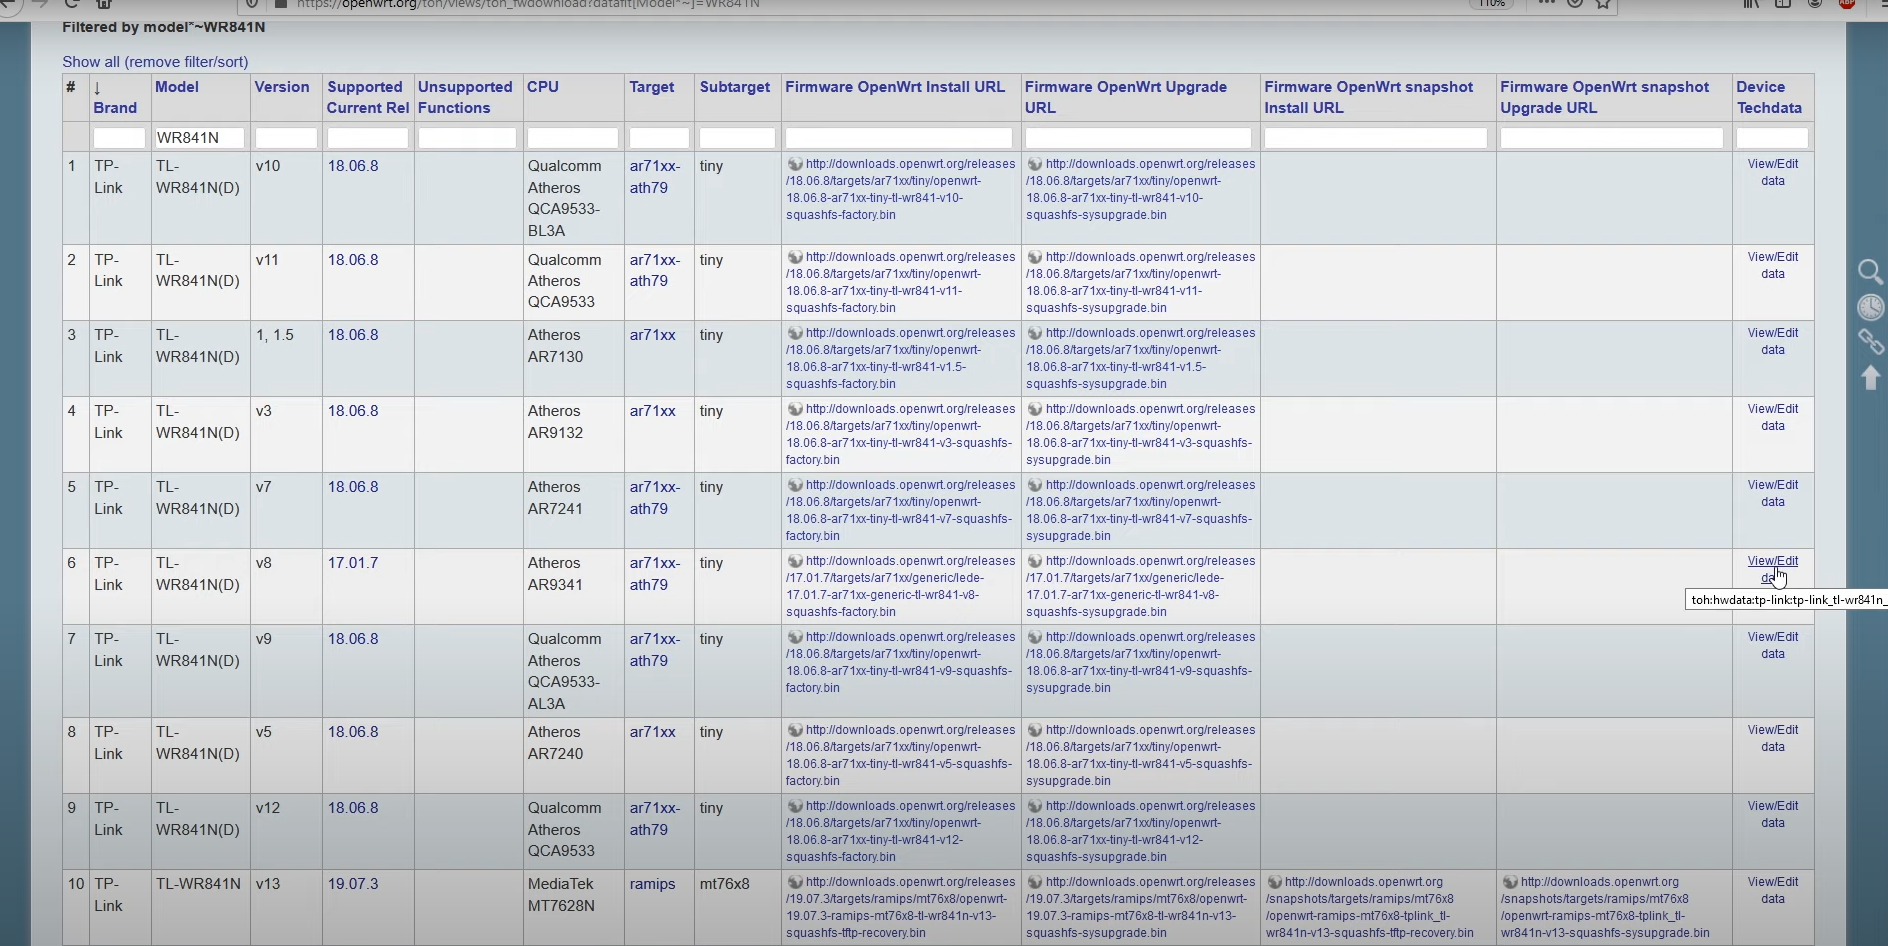 https://openwrt.org/toh/views/toh_fwdownload?dataflt[Model*~]=WR841N
110%
ABP
Filtered by model*~WR841N
Show all (remove filter/sort)
# ↓ Brand Model Version Supported Current Rel Unsupported Functions CPU Target Subtarget Firmware OpenWrt Install URL Firmware OpenWrt Upgrade URL Firmware OpenWrt snapshot Install URL Firmware OpenWrt snapshot Upgrade URL Device Techdata
WR841N
1 TP-Link TL-WR841N(D) v10 18.06.8 Qualcomm Atheros QCA9533-BL3A ar71xx-ath79 tiny http://downloads.openwrt.org/releases/18.06.8/targets/ar71xx/tiny/openwrt-18.06.8-ar71xx-tiny-tl-wr841-v10-squashfs-factory.bin http://downloads.openwrt.org/releases/18.06.8/targets/ar71xx/tiny/openwrt-18.06.8-ar71xx-tiny-tl-wr841-v10-squashfs-sysupgrade.bin View/Edit data
2 TP-Link TL-WR841N(D) v11 18.06.8 Qualcomm Atheros QCA9533 ar71xx-ath79 tiny http://downloads.openwrt.org/releases/18.06.8/targets/ar71xx/tiny/openwrt-18.06.8-ar71xx-tiny-tl-wr841-v11-squashfs-factory.bin http://downloads.openwrt.org/releases/18.06.8/targets/ar71xx/tiny/openwrt-18.06.8-ar71xx-tiny-tl-wr841-v11-squashfs-sysupgrade.bin View/Edit data
3 TP-Link TL-WR841N(D) 1, 1.5 18.06.8 Atheros AR7130 ar71xx tiny http://downloads.openwrt.org/releases/18.06.8/targets/ar71xx/tiny/openwrt-18.06.8-ar71xx-tiny-tl-wr841-v1.5-squashfs-factory.bin http://downloads.openwrt.org/releases/18.06.8/targets/ar71xx/tiny/openwrt-18.06.8-ar71xx-tiny-tl-wr841-v1.5-squashfs-sysupgrade.bin View/Edit data
4 TP-Link TL-WR841N(D) v3 18.06.8 Atheros AR9132 ar71xx tiny http://downloads.openwrt.org/releases/18.06.8/targets/ar71xx/tiny/openwrt-18.06.8-ar71xx-tiny-tl-wr841-v3-squashfs-factory.bin http://downloads.openwrt.org/releases/18.06.8/targets/ar71xx/tiny/openwrt-18.06.8-ar71xx-tiny-tl-wr841-v3-squashfs-sysupgrade.bin View/Edit data
5 TP-Link TL-WR841N(D) v7 18.06.8 Atheros AR7241 ar71xx-ath79 tiny http://downloads.openwrt.org/releases/18.06.8/targets/ar71xx/tiny/openwrt-18.06.8-ar71xx-tiny-tl-wr841-v7-squashfs-factory.bin http://downloads.openwrt.org/releases/18.06.8/targets/ar71xx/tiny/openwrt-18.06.8-ar71xx-tiny-tl-wr841-v7-squashfs-sysupgrade.bin View/Edit data
6 TP-Link TL-WR841N(D) v8 17.01.7 Atheros AR9341 ar71xx-ath79 tiny http://downloads.openwrt.org/releases/17.01.7/targets/ar71xx/generic/lede-17.01.7-ar71xx-generic-tl-wr841-v8-squashfs-factory.bin http://downloads.openwrt.org/releases/17.01.7/targets/ar71xx/generic/lede-17.01.7-ar71xx-generic-tl-wr841-v8-squashfs-sysupgrade.bin View/Edit
toh:hwdata:tp-link:tp-link_tl-wr841n_
7 TP-Link TL-WR841N(D) v9 18.06.8 Qualcomm Atheros QCA9533-AL3A ar71xx-ath79 tiny http://downloads.openwrt.org/releases/18.06.8/targets/ar71xx/tiny/openwrt-18.06.8-ar71xx-tiny-tl-wr841-v9-squashfs-factory.bin http://downloads.openwrt.org/releases/18.06.8/targets/ar71xx/tiny/openwrt-18.06.8-ar71xx-tiny-tl-wr841-v9-squashfs-sysupgrade.bin View/Edit data
8 TP-Link TL-WR841N(D) v5 18.06.8 Atheros AR7240 ar71xx tiny http://downloads.openwrt.org/releases/18.06.8/targets/ar71xx/tiny/openwrt-18.06.8-ar71xx-tiny-tl-wr841-v5-squashfs-factory.bin http://downloads.openwrt.org/releases/18.06.8/targets/ar71xx/tiny/openwrt-18.06.8-ar71xx-tiny-tl-wr841-v5-squashfs-sysupgrade.bin View/Edit data
9 TP-Link TL-WR841N(D) v12 18.06.8 Qualcomm Atheros QCA9533 ar71xx-ath79 tiny http://downloads.openwrt.org/releases/18.06.8/targets/ar71xx/tiny/openwrt-18.06.8-ar71xx-tiny-tl-wr841-v12-squashfs-factory.bin http://downloads.openwrt.org/releases/18.06.8/targets/ar71xx/tiny/openwrt-18.06.8-ar71xx-tiny-tl-wr841-v12-squashfs-sysupgrade.bin View/Edit data
10 TP-Link TL-WR841N v13 19.07.3 MediaTek MT7628N ramips mt76x8 http://downloads.openwrt.org/releases/19.07.3/targets/ramips/mt76x8/openwrt-19.07.3-ramips-mt76x8-tl-wr841n-v13-squashfs-tftp-recovery.bin http://downloads.openwrt.org/releases/19.07.3/targets/ramips/mt76x8/openwrt-19.07.3-ramips-mt76x8-tl-wr841n-v13-squashfs-sysupgrade.bin http://downloads.openwrt.org/snapshots/targets/ramips/mt76x8/openwrt-ramips-mt76x8-tplink_tl-wr841n-v13-squashfs-tftp-recovery.bin http://downloads.openwrt.org/snapshots/targets/ramips/mt76x8/openwrt-ramips-mt76x8-tplink_tl-wr841n-v13-squashfs-sysupgrade.bin View/Edit data